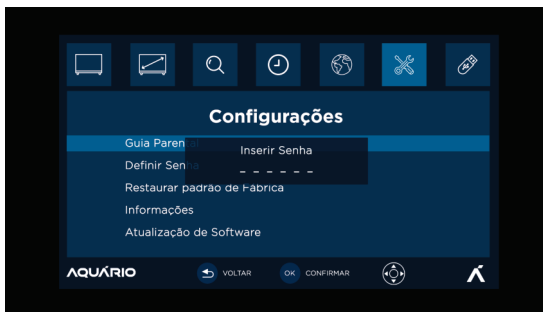 Configurações
Guia Paren
Inserir Senha
Definir Sen
_ _ _ _ _ _
Restaurar padrão de Fábrica
Informações
Atualização de Software
AQUÁRIO
VOLTAR
OK
CONFIRMAR